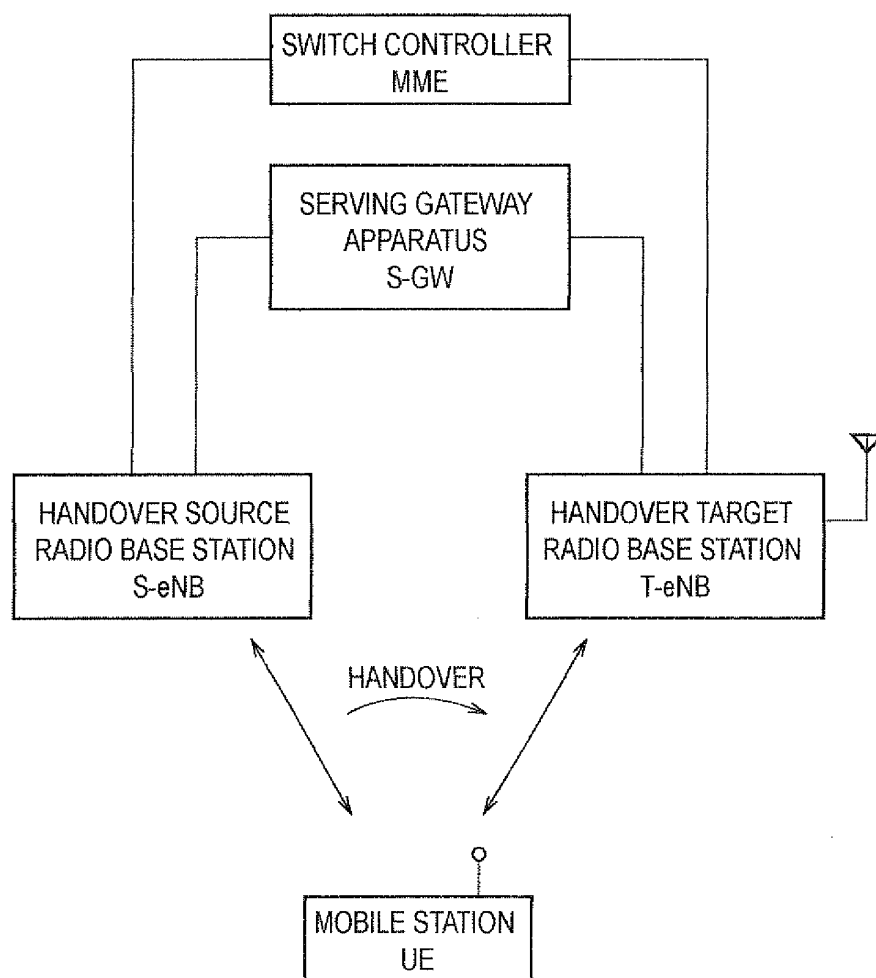 SWITCH CONTROLLER
MME
SERVING GATEWAY
APPARATUS
S-GW
HANDOVER SOURCE
RADIO BASE STATION
S-eNB
HANDOVER TARGET
RADIO BASE STATION
T-eNB
HANDOVER
MOBILE STATION
UE